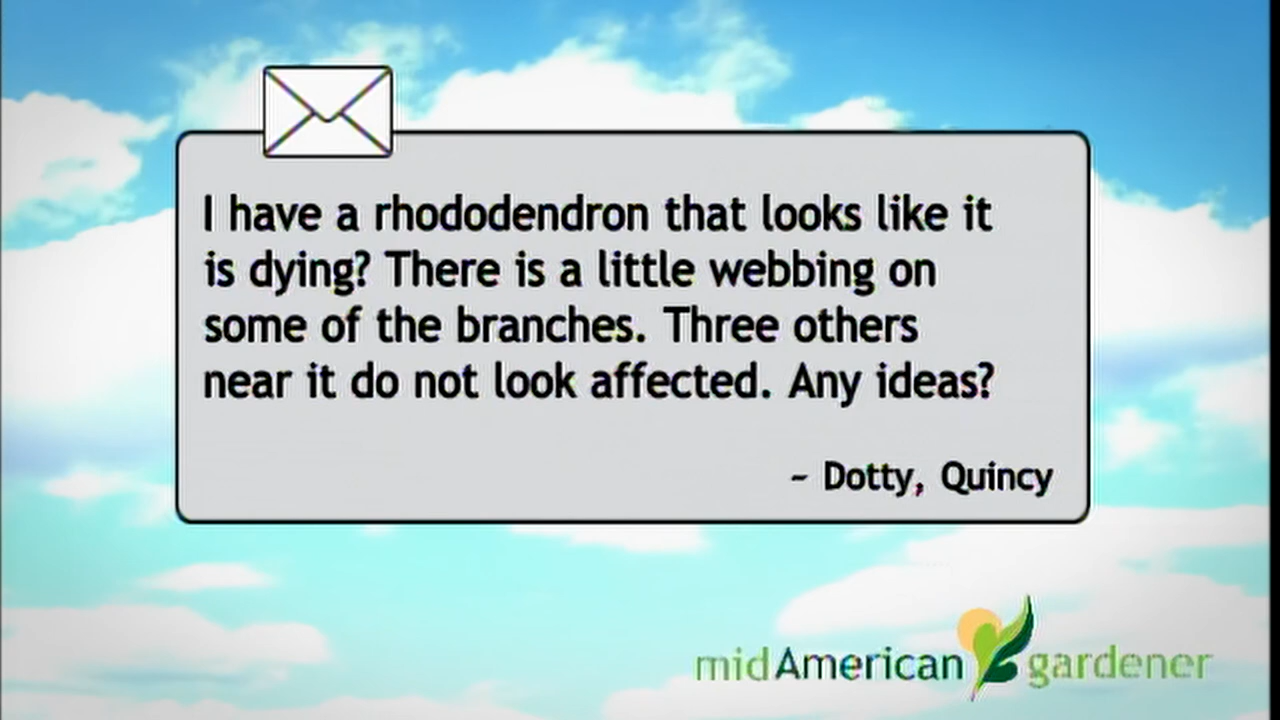 I have a rhododendron that looks like it
is dying? There is a little webbing on
some of the branches. Three others
near it do not look affected. Any ideas?
~ Dotty, Quincy
midAmerican gardener